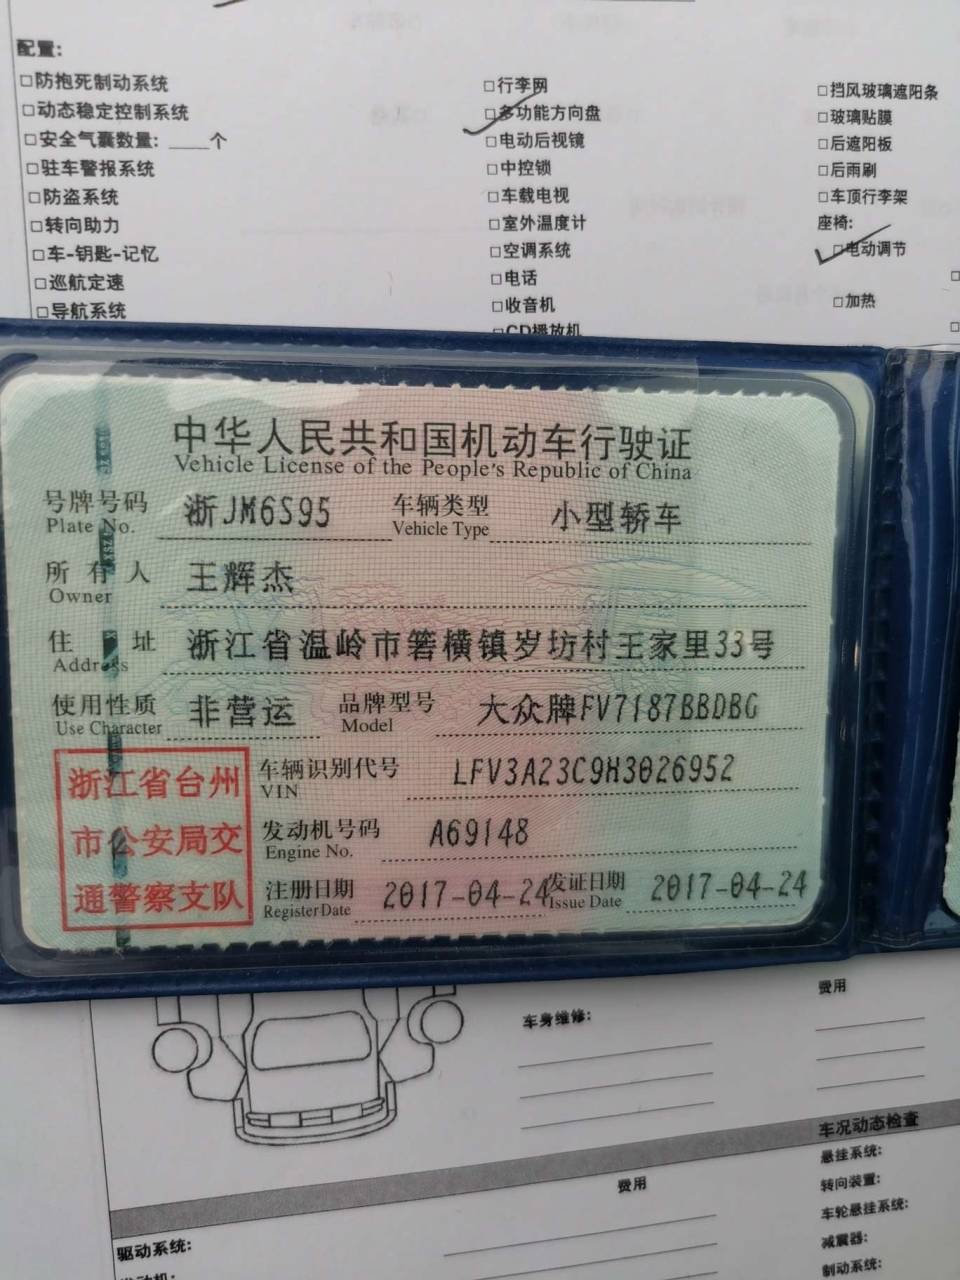 配置:
□防抱死制动系统
□动态稳定控制系统
□安全气囊数量: ____个
□驻车警报系统
□防盗系统
□转向助力
□车-钥匙-记忆
□巡航定速
□导航系统
□行李网
□多功能方向盘
□电动后视镜
□中控锁
□车载电视
□室外温度计
□空调系统
□电话
□收音机
□CD播放机
□挡风玻璃遮阳条
□玻璃贴膜
□后遮阳板
□后雨刷
□车顶行李架
座椅:
□电动调节
□加热
中华人民共和国机动车行驶证
Vehicle License of the People's Republic of China
号牌号码 浙JM6S95 车辆类型 小型轿车
Plate No. Vehicle Type
所有人 王辉杰
Owner
住址 浙江省温岭市箬横镇岁坊村王家里33号
Address
使用性质 非营运 品牌型号 大众牌FV7187BBDBG
Use Character Model
浙江省台州
市公安局交
通警察支队
车辆识别代号 LFV3A23C9H3026952
VIN
发动机号码 A69148
Engine No.
注册日期 2017-04-24 发证日期 2017-04-24
Register Date Issue Date
费用
车身维修:
车况动态检查
悬挂系统:
转向装置:
车轮悬挂系统:
减震器:
制动系统:
费用
驱动系统:
发动机: